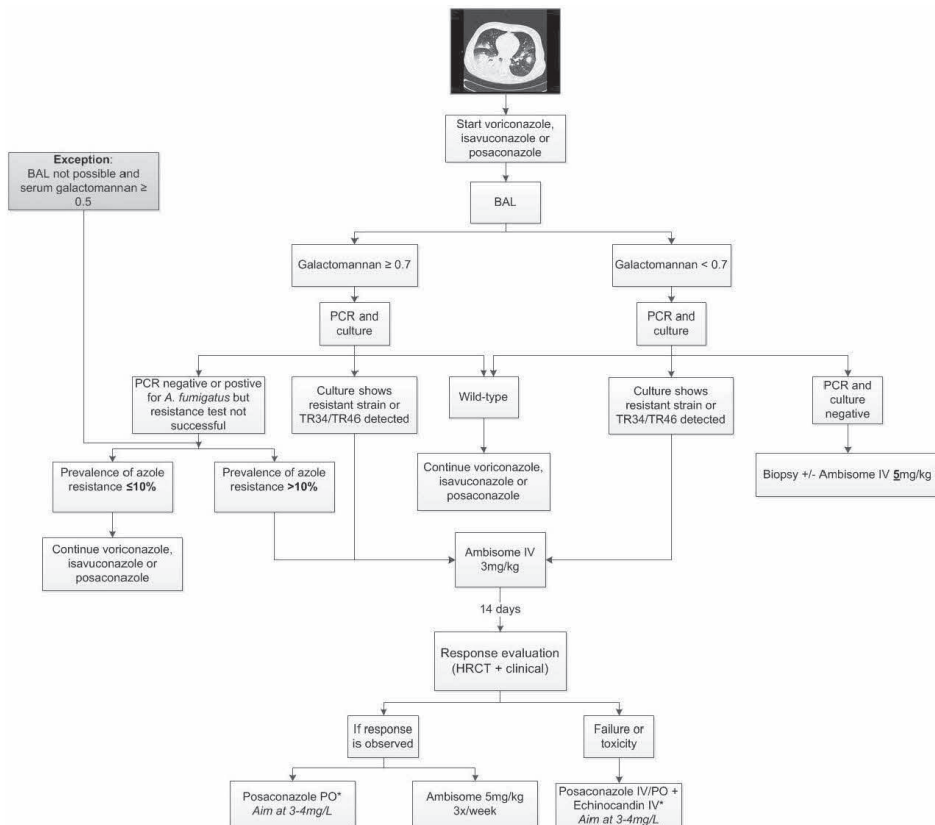 Start voriconazole,
isavuconazole or
posaconazole
Exception:
BAL not possible and
serum galactomannan ≥
0.5
BAL
Galactomannan ≥ 0.7
Galactomannan < 0.7
PCR and
culture
PCR and
culture
PCR negative or postive
for A. fumigatus but
resistance test not
successful
Culture shows
resistant strain or
TR34/TR46 detected
Wild-type
Culture shows
resistant strain or
TR34/TR46 detected
PCR and
culture
negative
Prevalence of azole
resistance ≤10%
Prevalence of azole
resistance >10%
Continue voriconazole,
isavuconazole or
posaconazole
Biopsy +/- Ambisome IV 5mg/kg
Continue voriconazole,
isavuconazole or
posaconazole
Ambisome IV
3mg/kg
14 days
Response evaluation
(HRCT + clinical)
If response
is observed
Failure or
toxicity
Posaconazole PO*
Aim at 3-4mg/L
Ambisome 5mg/kg
3x/week
Posaconazole IV/PO +
Echinocandin IV*
Aim at 3-4mg/L